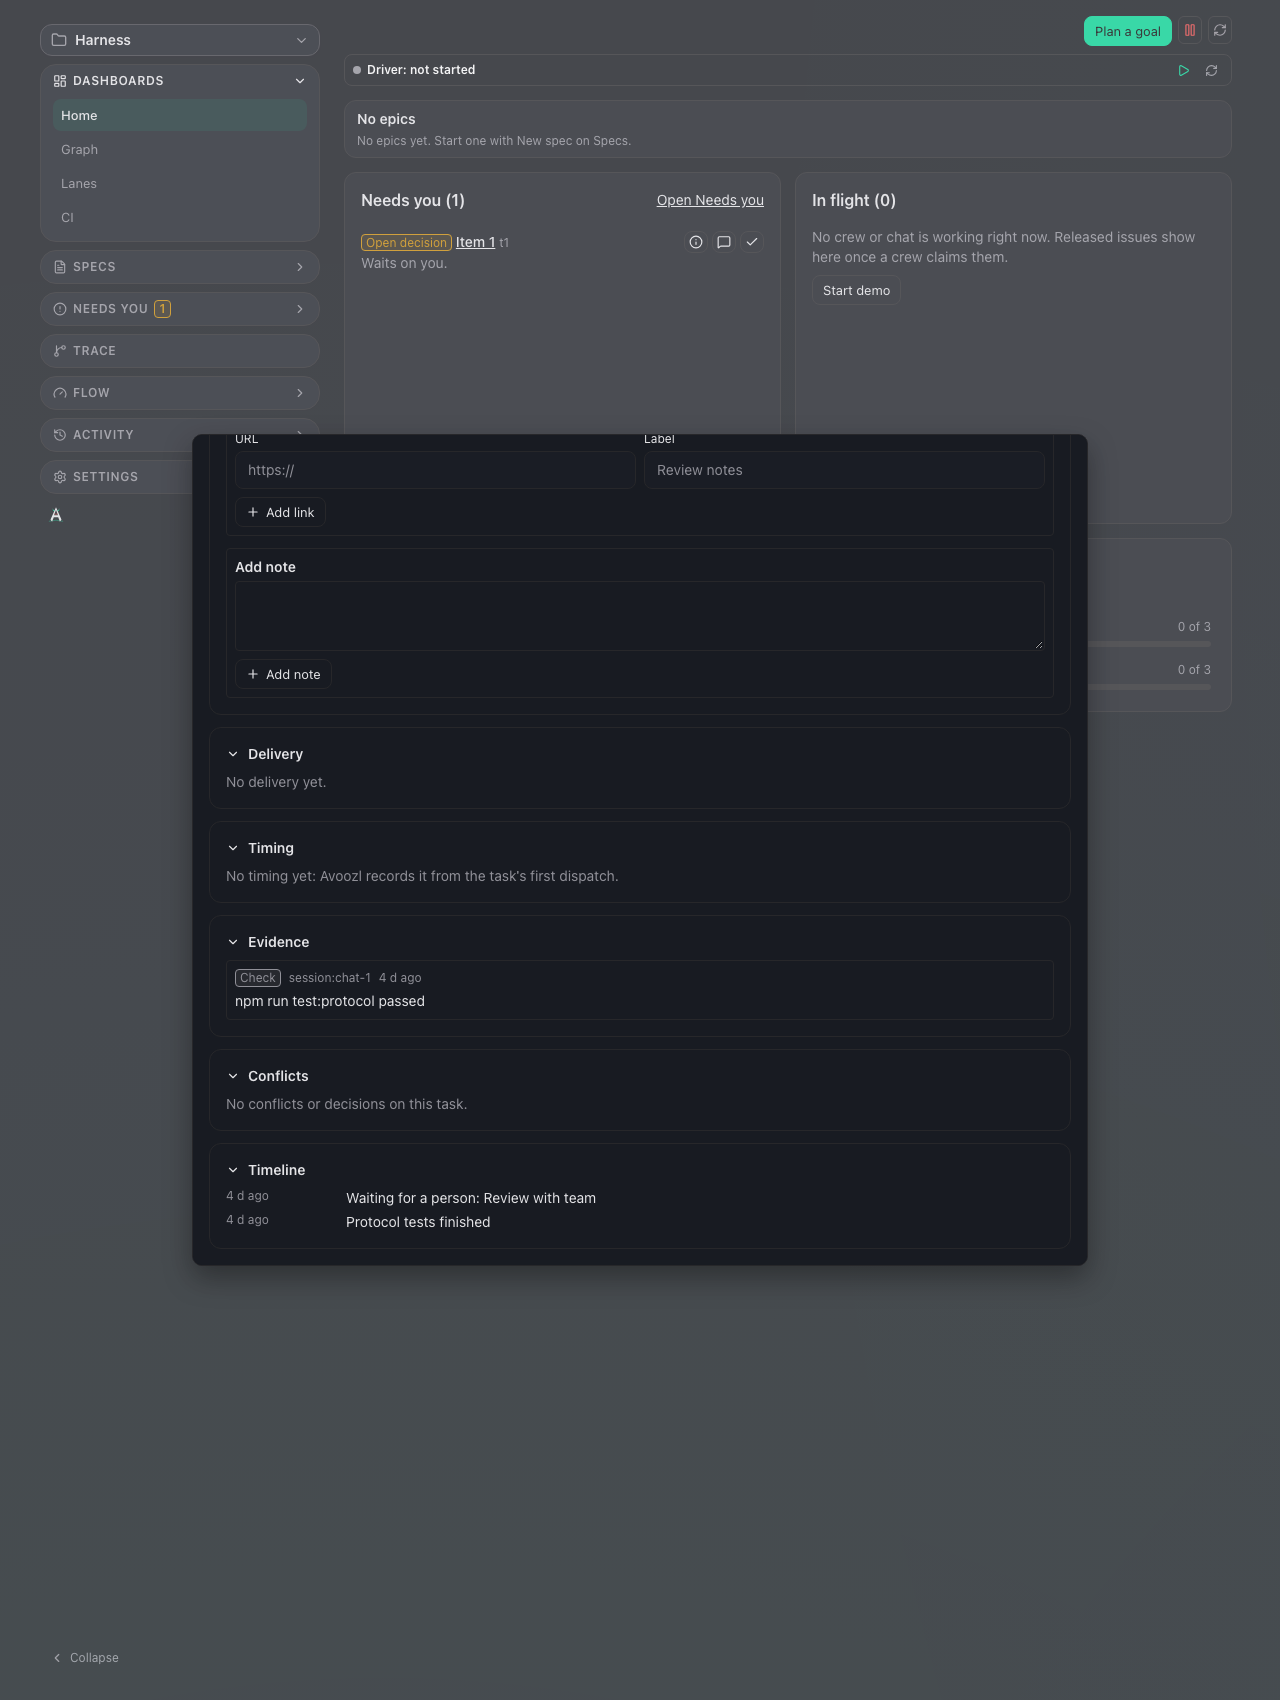 Harness
DASHBOARDS
Home
Graph
Lanes
CI
SPECS
NEEDS YOU 1
TRACE
FLOW
ACTIVITY
SETTINGS
A
Plan a goal
Driver: not started
No epics
No epics yet. Start one with New spec on Specs.
Needs you (1)
Open Needs you
Open decision Item 1 t1
Waits on you.
In flight (0)
No crew or chat is working right now. Released issues show
here once a crew claims them.
Start demo
0 of 3
0 of 3
URL
Label
https://
Review notes
Add link
Add note
Add note
Delivery
No delivery yet.
Timing
No timing yet: Avoozl records it from the task's first dispatch.
Evidence
Check session:chat-1 4 d ago
npm run test:protocol passed
Conflicts
No conflicts or decisions on this task.
Timeline
4 d ago Waiting for a person: Review with team
4 d ago Protocol tests finished
Collapse